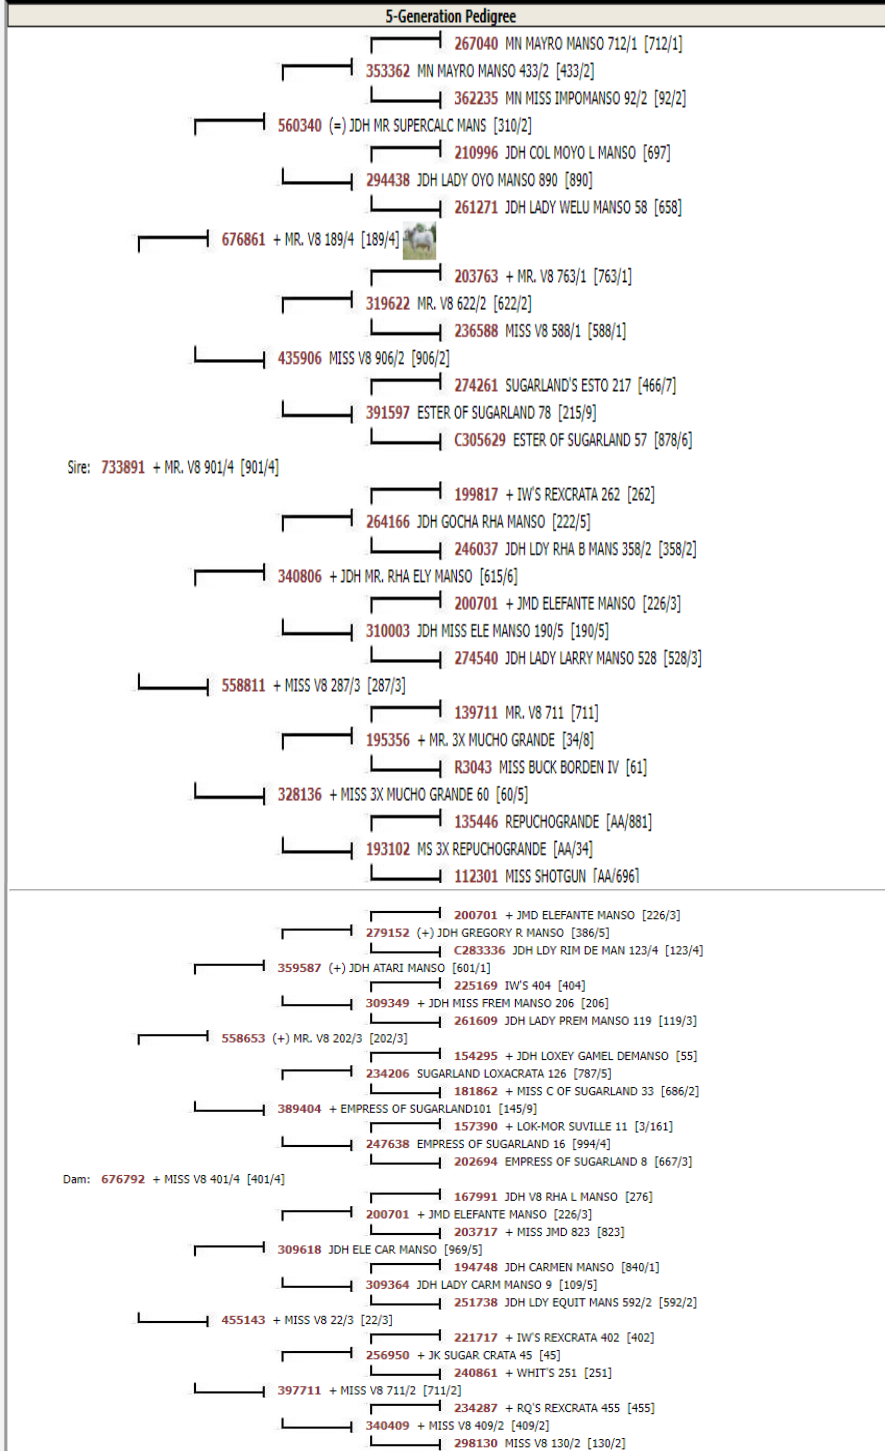 5-Generation Pedigree
267040 MN MAYRO MANSO 712/1 [712/1]
353362 MN MAYRO MANSO 433/2 [433/2]
362235 MN MISS IMPOMANSO 92/2 [92/2]
560340 (=) JDH MR SUPERCALC MANS [310/2]
210996 JDH COL MOYO L MANSO [697]
294438 JDH LADY OYO MANSO 890 [890]
261271 JDH LADY WELU MANSO 58 [658]
676861 + MR. V8 189/4 [189/4]
203763 + MR. V8 763/1 [763/1]
319622 MR. V8 622/2 [622/2]
236588 MISS V8 588/1 [588/1]
435906 MISS V8 906/2 [906/2]
274261 SUGARLAND'S ESTO 217 [466/7]
391597 ESTER OF SUGARLAND 78 [215/9]
C305629 ESTER OF SUGARLAND 57 [878/6]
Sire: 733891 + MR. V8 901/4 [901/4]
199817 + IW'S REXCRATA 262 [262]
264166 JDH GOCHA RHA MANSO [222/5]
246037 JDH LDY RHA B MANS 358/2 [358/2]
340806 + JDH MR. RHA ELY MANSO [615/6]
200701 + JMD ELEFANTE MANSO [226/3]
310003 JDH MISS ELE MANSO 190/5 [190/5]
274540 JDH LADY LARRY MANSO 528 [528/3]
558811 + MISS V8 287/3 [287/3]
139711 MR. V8 711 [711]
195356 + MR. 3X MUCHO GRANDE [34/8]
R3043 MISS BUCK BORDEN IV [61]
328136 + MISS 3X MUCHO GRANDE 60 [60/5]
135446 REPUCHOGRANDE [AA/881]
193102 MS 3X REPUCHOGRANDE [AA/34]
112301 MISS SHOTGUN [AA/696]
200701 + JMD ELEFANTE MANSO [226/3]
279152 (+) JDH GREGORY R MANSO [386/5]
C283336 JDH LDY RIM DE MAN 123/4 [123/4]
359587 (+) JDH ATARI MANSO [601/1]
225169 IW'S 404 [404]
309349 + JDH MISS FREM MANSO 206 [206]
261609 JDH LADY PREM MANSO 119 [119/3]
558653 (+) MR. V8 202/3 [202/3]
154295 + JDH LOXEY GAMEL DEMANSO [55]
234206 SUGARLAND LOXACRATA 126 [787/5]
181862 + MISS C OF SUGARLAND 33 [686/2]
389404 + EMPRESS OF SUGARLAND101 [145/9]
157390 + LOK-MOR SUVILLE 11 [3/161]
247638 EMPRESS OF SUGARLAND 16 [994/4]
202694 EMPRESS OF SUGARLAND 8 [667/3]
Dam: 676792 + MISS V8 401/4 [401/4]
167991 JDH V8 RHA L MANSO [276]
200701 + JMD ELEFANTE MANSO [226/3]
203717 + MISS JMD 823 [823]
309618 JDH ELE CAR MANSO [969/5]
194748 JDH CARMEN MANSO [840/1]
309364 JDH LADY CARM MANSO 9 [109/5]
251738 JDH LDY EQUIT MANS 592/2 [592/2]
455143 + MISS V8 22/3 [22/3]
221717 + IW'S REXCRATA 402 [402]
256950 + JK SUGAR CRATA 45 [45]
240861 + WHIT'S 251 [251]
397711 + MISS V8 711/2 [711/2]
234287 + RQ'S REXCRATA 455 [455]
340409 + MISS V8 409/2 [409/2]
298130 MISS V8 130/2 [130/2]